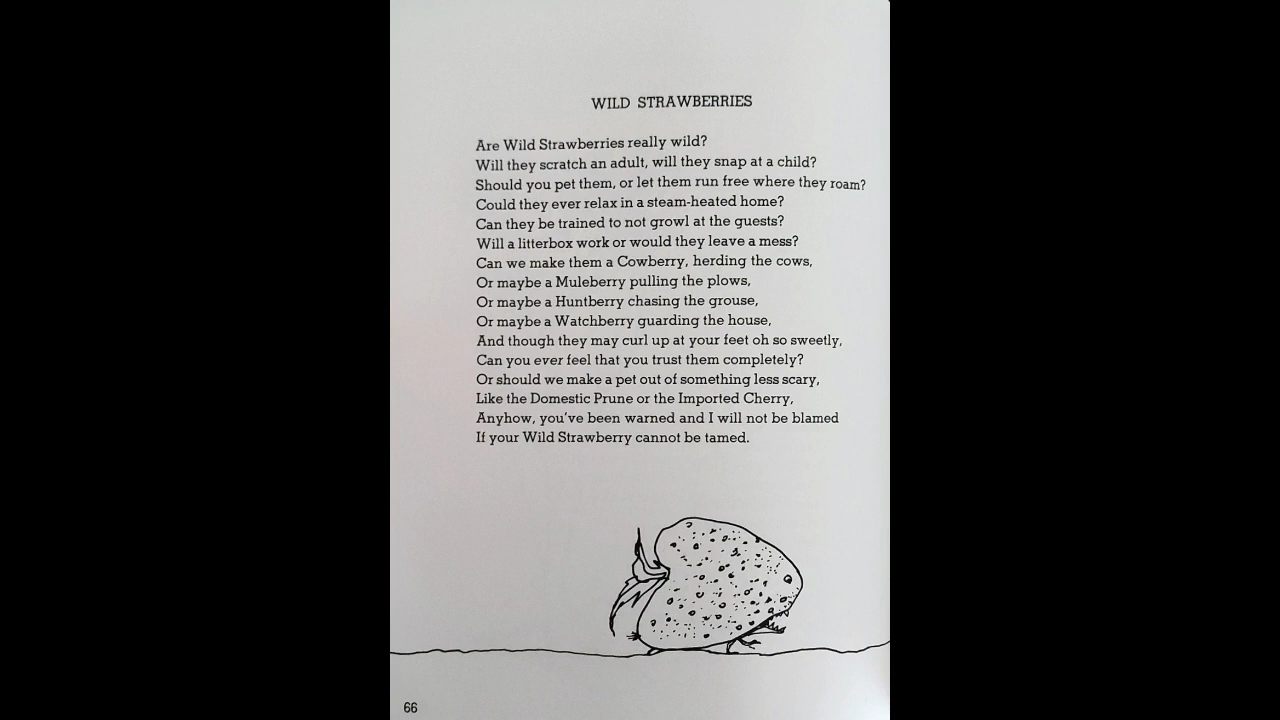 WILD STRAWBERRIES
Are Wild Strawberries really wild?
Will they scratch an adult, will they snap at a child?
Should you pet them, or let them run free where they roam?
Could they ever relax in a steam-heated home?
Can they be trained to not growl at the guests?
Will a litterbox work or would they leave a mess?
Can we make them a Cowberry, herding the cows,
Or maybe a Muleberry pulling the plows,
Or maybe a Huntberry chasing the grouse,
Or maybe a Watchberry guarding the house,
And though they may curl up at your feet oh so sweetly,
Can you ever feel that you trust them completely?
Or should we make a pet out of something less scary,
Like the Domestic Prune or the Imported Cherry,
Anyhow, you've been warned and I will not be blamed
If your Wild Strawberry cannot be tamed.
66